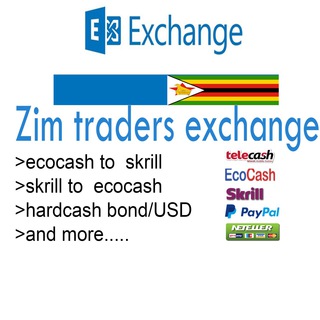 Exchange
Zim traders exchange
>ecocash to skrill
>skrill to ecocash
>hardcash bond/USD
>and more.....
telecash
EcoCash
Skrill
PayPal
NETELLER